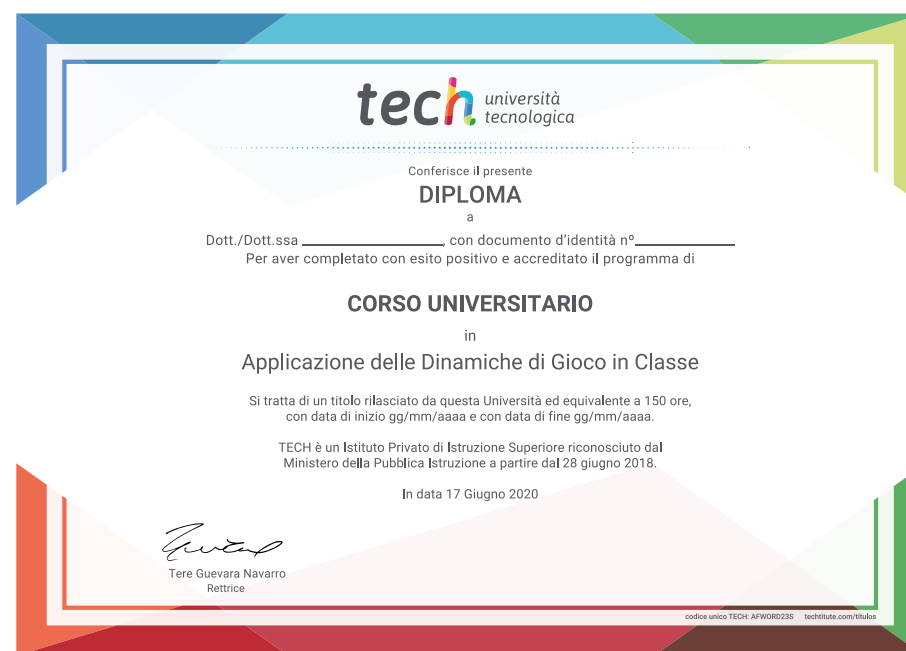 tech università
tecnologica
Conferisce il presente
DIPLOMA
a
Dott./Dott.ssa ____________________, con documento d'identità nº______________
Per aver completato con esito positivo e accreditato il programma di
CORSO UNIVERSITARIO
in
Applicazione delle Dinamiche di Gioco in Classe
Si tratta di un titolo rilasciato da questa Università ed equivalente a 150 ore,
con data di inizio gg/mm/aaaa e con data di fine gg/mm/aaaa.
TECH è un Istituto Privato di Istruzione Superiore riconosciuto dal
Ministero della Pubblica Istruzione a partire dal 28 giugno 2018.
In data 17 Giugno 2020
Tere Guevara Navarro
Rettrice
codice unico TECH: AFWORD23S techtitute.com/titulos